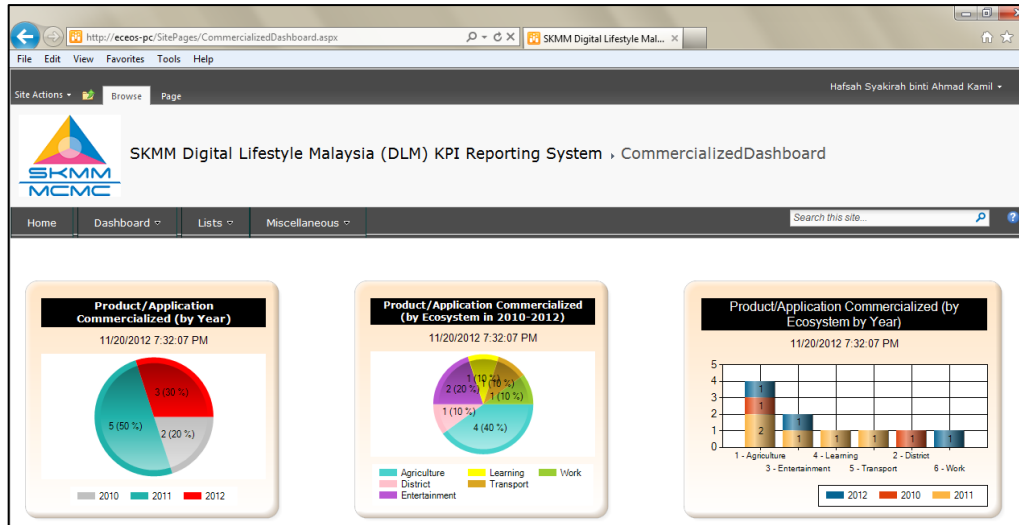 http://eceos-pc/SitePages/CommercializedDashboard.aspx
SKMM Digital Lifestyle Mal...
File Edit View Favorites Tools Help
Site Actions
Browse
Page
Hafsah Syakirah binti Ahmad Kamil
SKMM
MCMC
SKMM Digital Lifestyle Malaysia (DLM) KPI Reporting System › CommercializedDashboard
Home
Dashboard
Lists
Miscellaneous
Search this site...
Product/Application
Commercialized (by Year)
11/20/2012 7:32:07 PM
3 (30 %)
5 (50 %)
2 (20 %)
2010 2011 2012
Product/Application Commercialized
(by Ecosystem in 2010-2012)
11/20/2012 7:32:07 PM
1 (10 %)
1 (10 %)
2 (20 %)
1 (10 %)
1 (10 %)
4 (40 %)
Agriculture Learning Work
District Transport
Entertainment
Product/Application Commercialized (by
Ecosystem by Year)
11/20/2012 7:32:07 PM
5
4
3
2
1
0
1
1
2
1
1
1
1
1
1
1 - Agriculture 4 - Learning 2 - District
3 - Entertainment 5 - Transport 6 - Work
2012 2010 2011